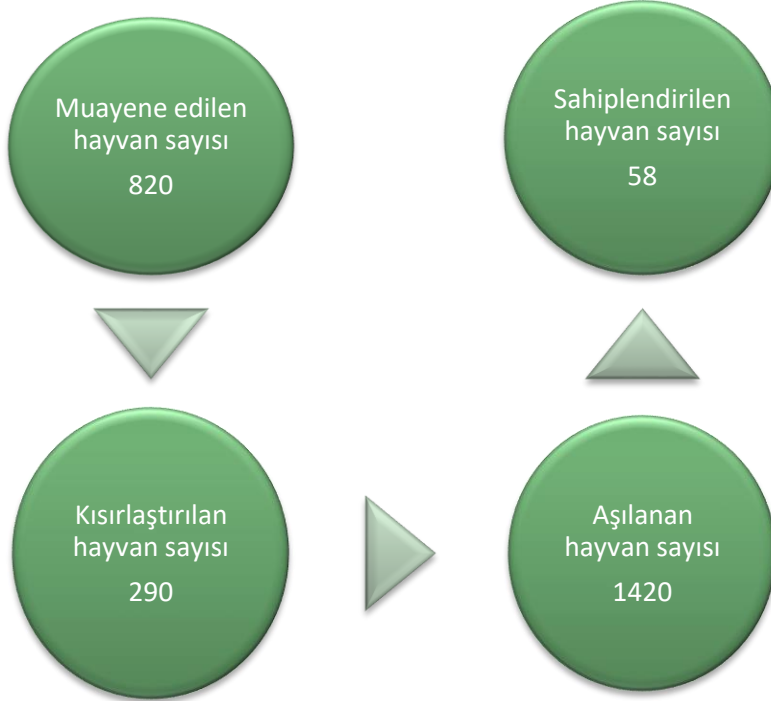 Muayene edilen
hayvan sayısı
820
Kısırlaştırılan
hayvan sayısı
290
Aşılanan
hayvan sayısı
1420
Sahiplendirilen
hayvan sayısı
58